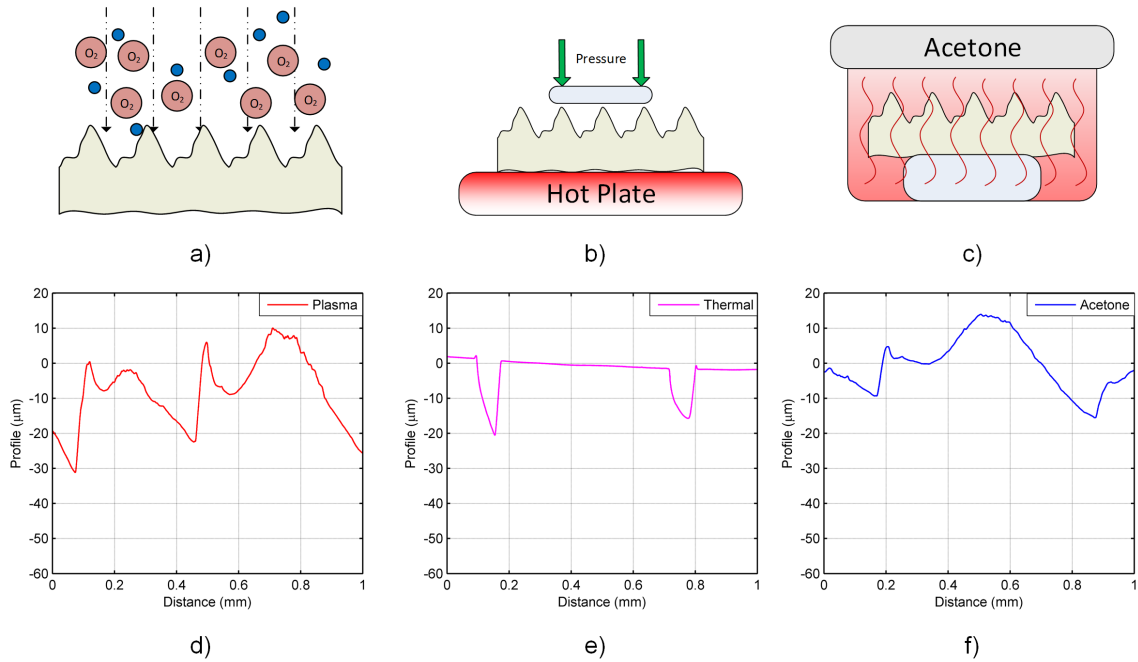 O2 O2 O2 O2
O2 O2 O2 O2
Pressure
Hot Plate
Acetone
a)
b)
c)
Plasma
20
10
0
-10
-20
-30
-40
-50
-60
0 0.2 0.4 0.6 0.8 1
Profile (μm)
Distance (mm)
Thermal
20
10
0
-10
-20
-30
-40
-50
-60
0 0.2 0.4 0.6 0.8 1
Profile (μm)
Distance (mm)
Acetone
20
10
0
-10
-20
-30
-40
-50
-60
0 0.2 0.4 0.6 0.8 1
Profile (μm)
Distance (mm)
d)
e)
f)